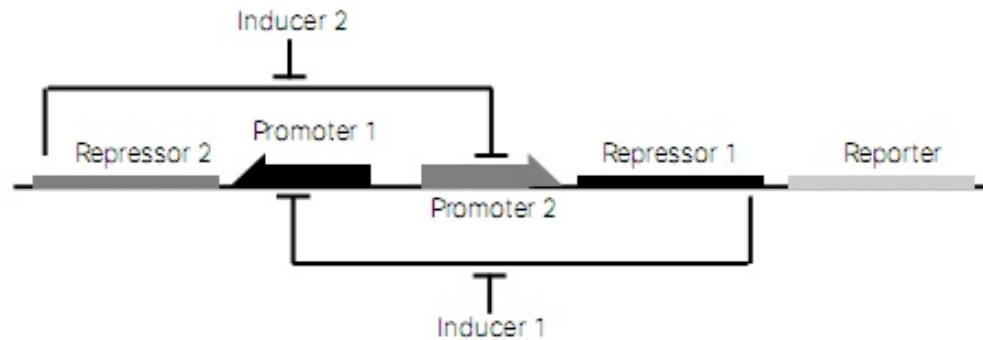 Inducer 2
Promoter 1
Repressor 2
Repressor 1
Reporter
Promoter 2
Inducer 1